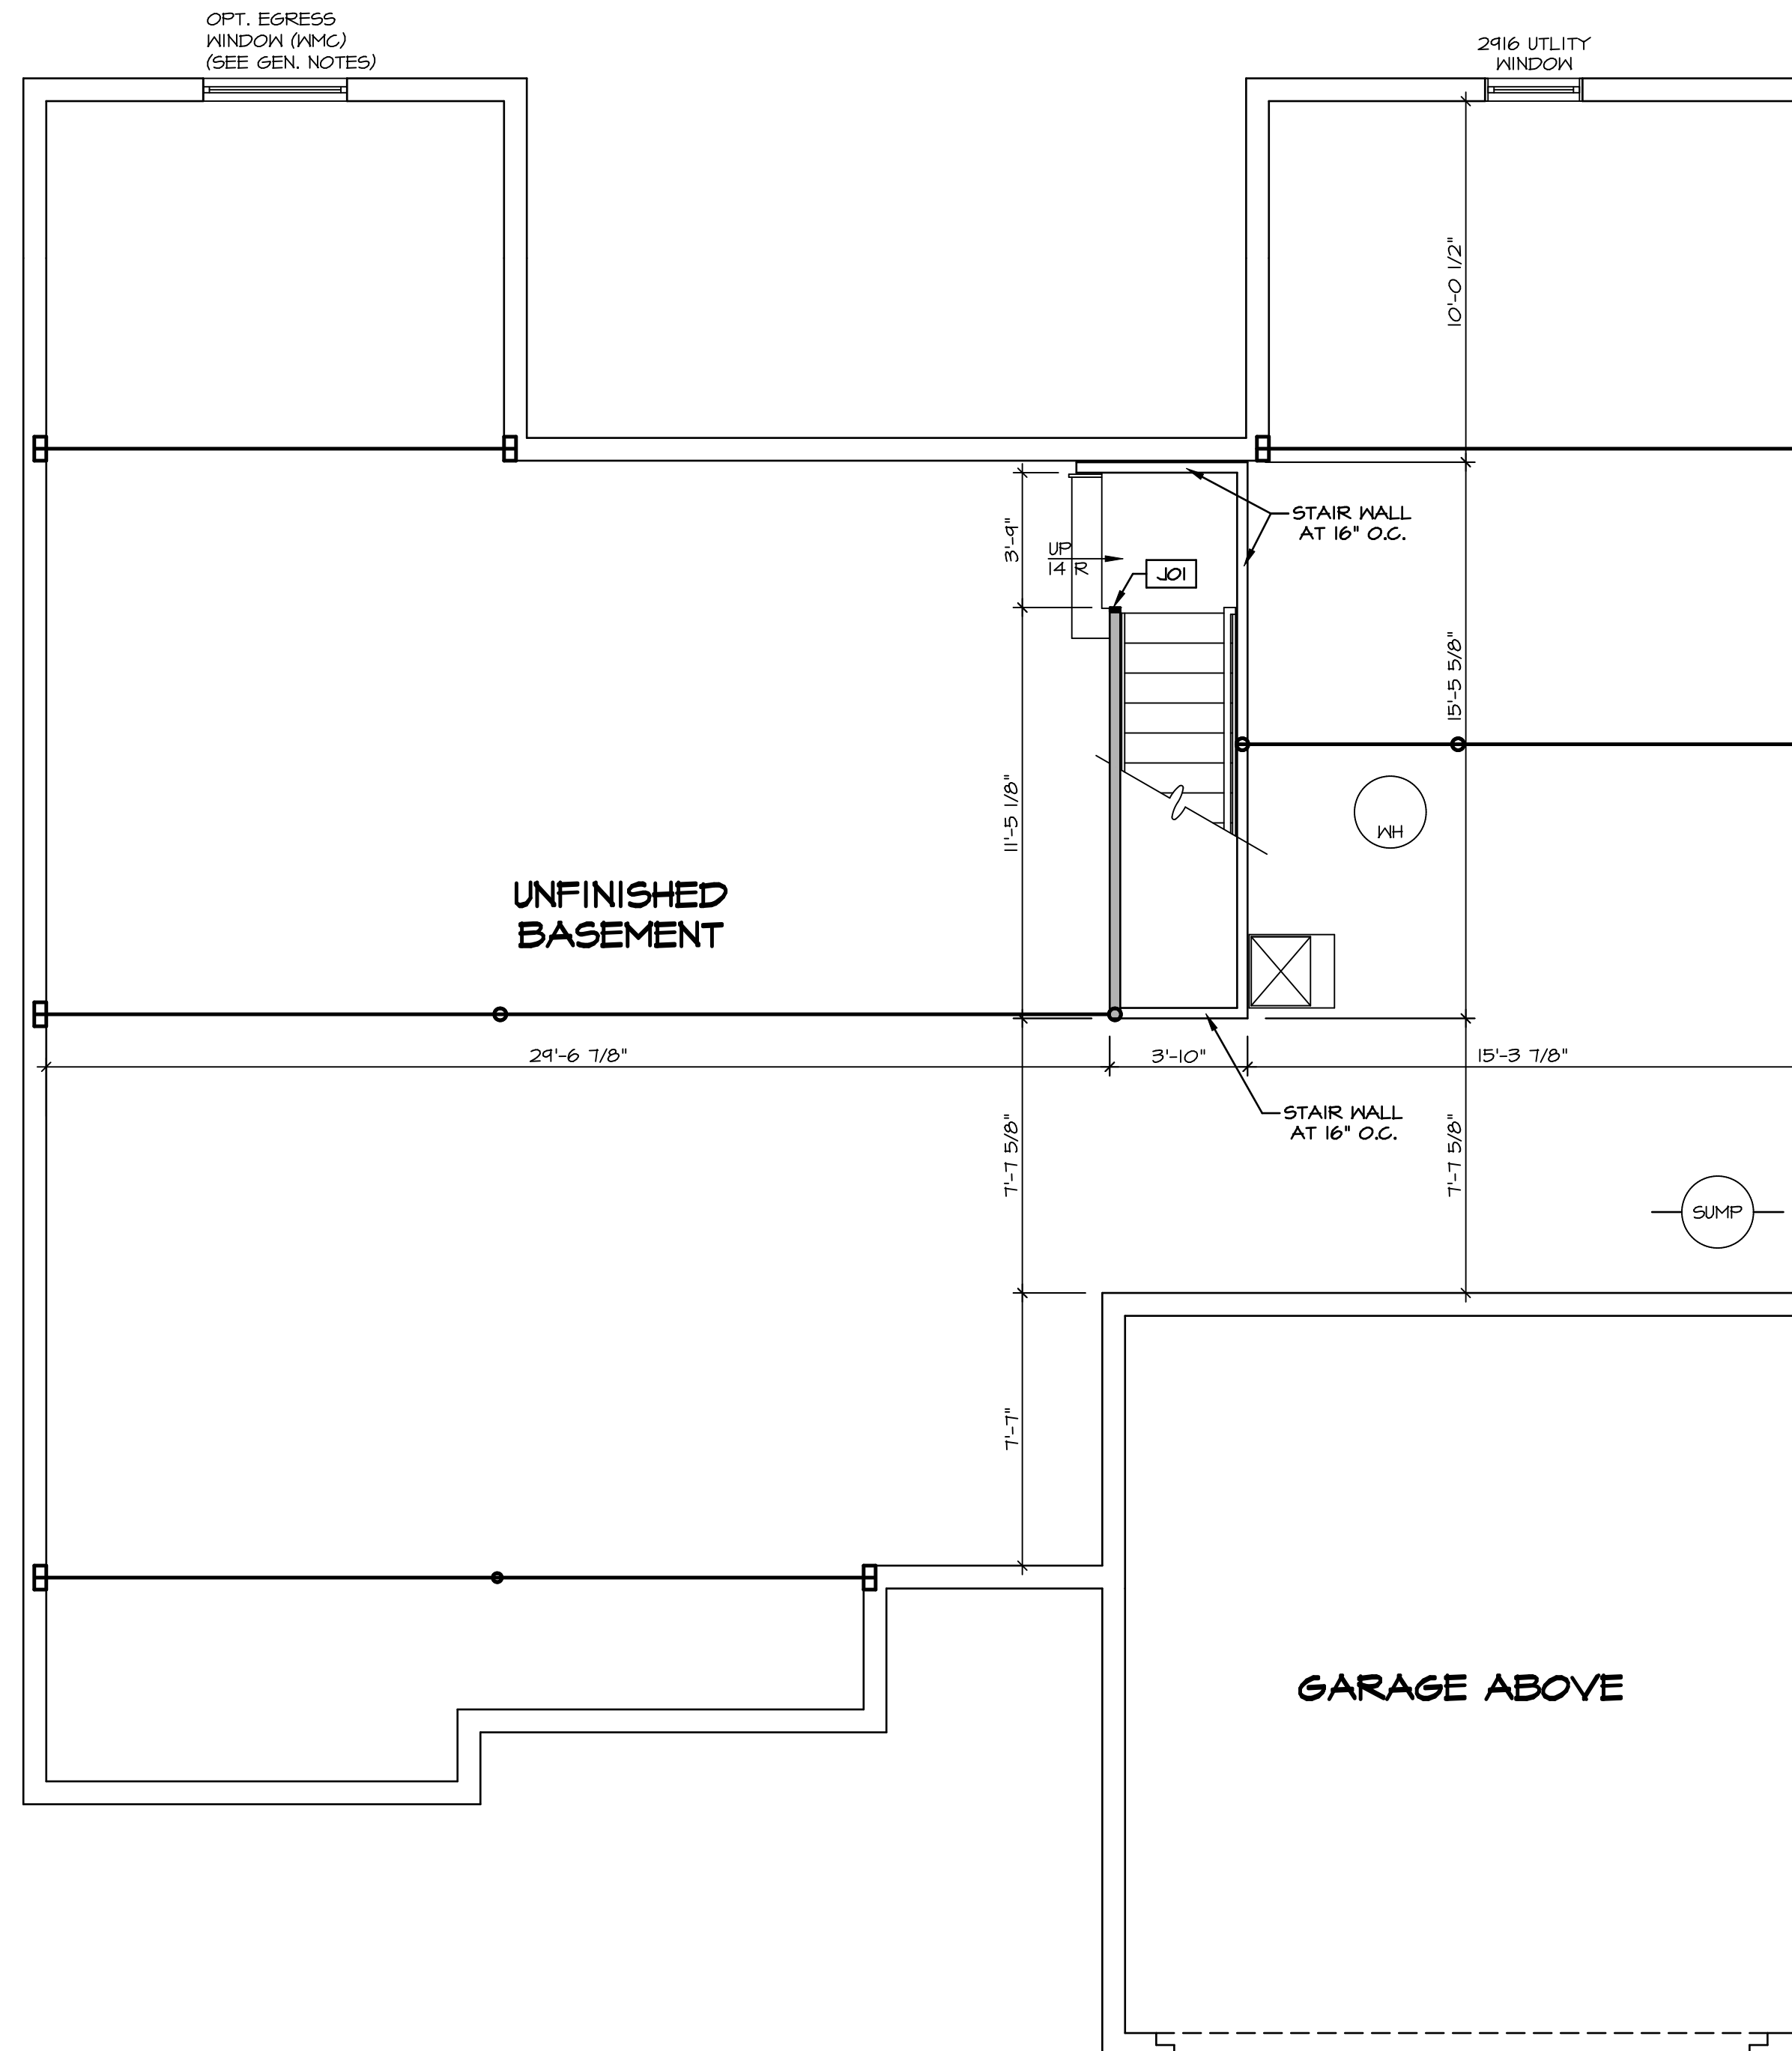 OPT. EGRESS
WINDOW (WMC)
(SEE GEN. NOTES)
2916 UTLITY
WINDOW
10'-0 1/2"
STAIR WALL
AT 16" O.C.
3'-9"
UP
14 R
J01
15'-5 5/8"
11'-5 1/8"
WH
UNFINISHED
BASEMENT
29'-6 7/8"
3'-10"
15'-3 7/8"
STAIR WALL
AT 16" O.C.
7'-7 5/8"
7'-7 5/8"
SUMP
7'-7"
GARAGE ABOVE